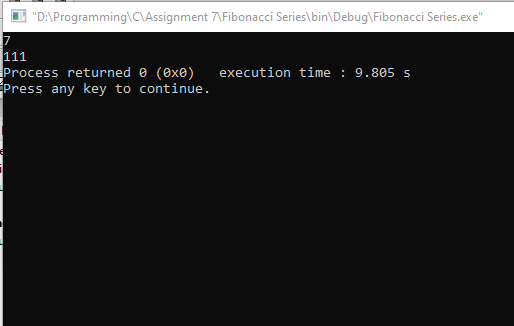 "D:\Programming\C\Assignment 7\Fibonacci Series\bin\Debug\Fibonacci Series.exe"
7
111
Process returned 0 (0x0)   execution time : 9.805 s
Press any key to continue.